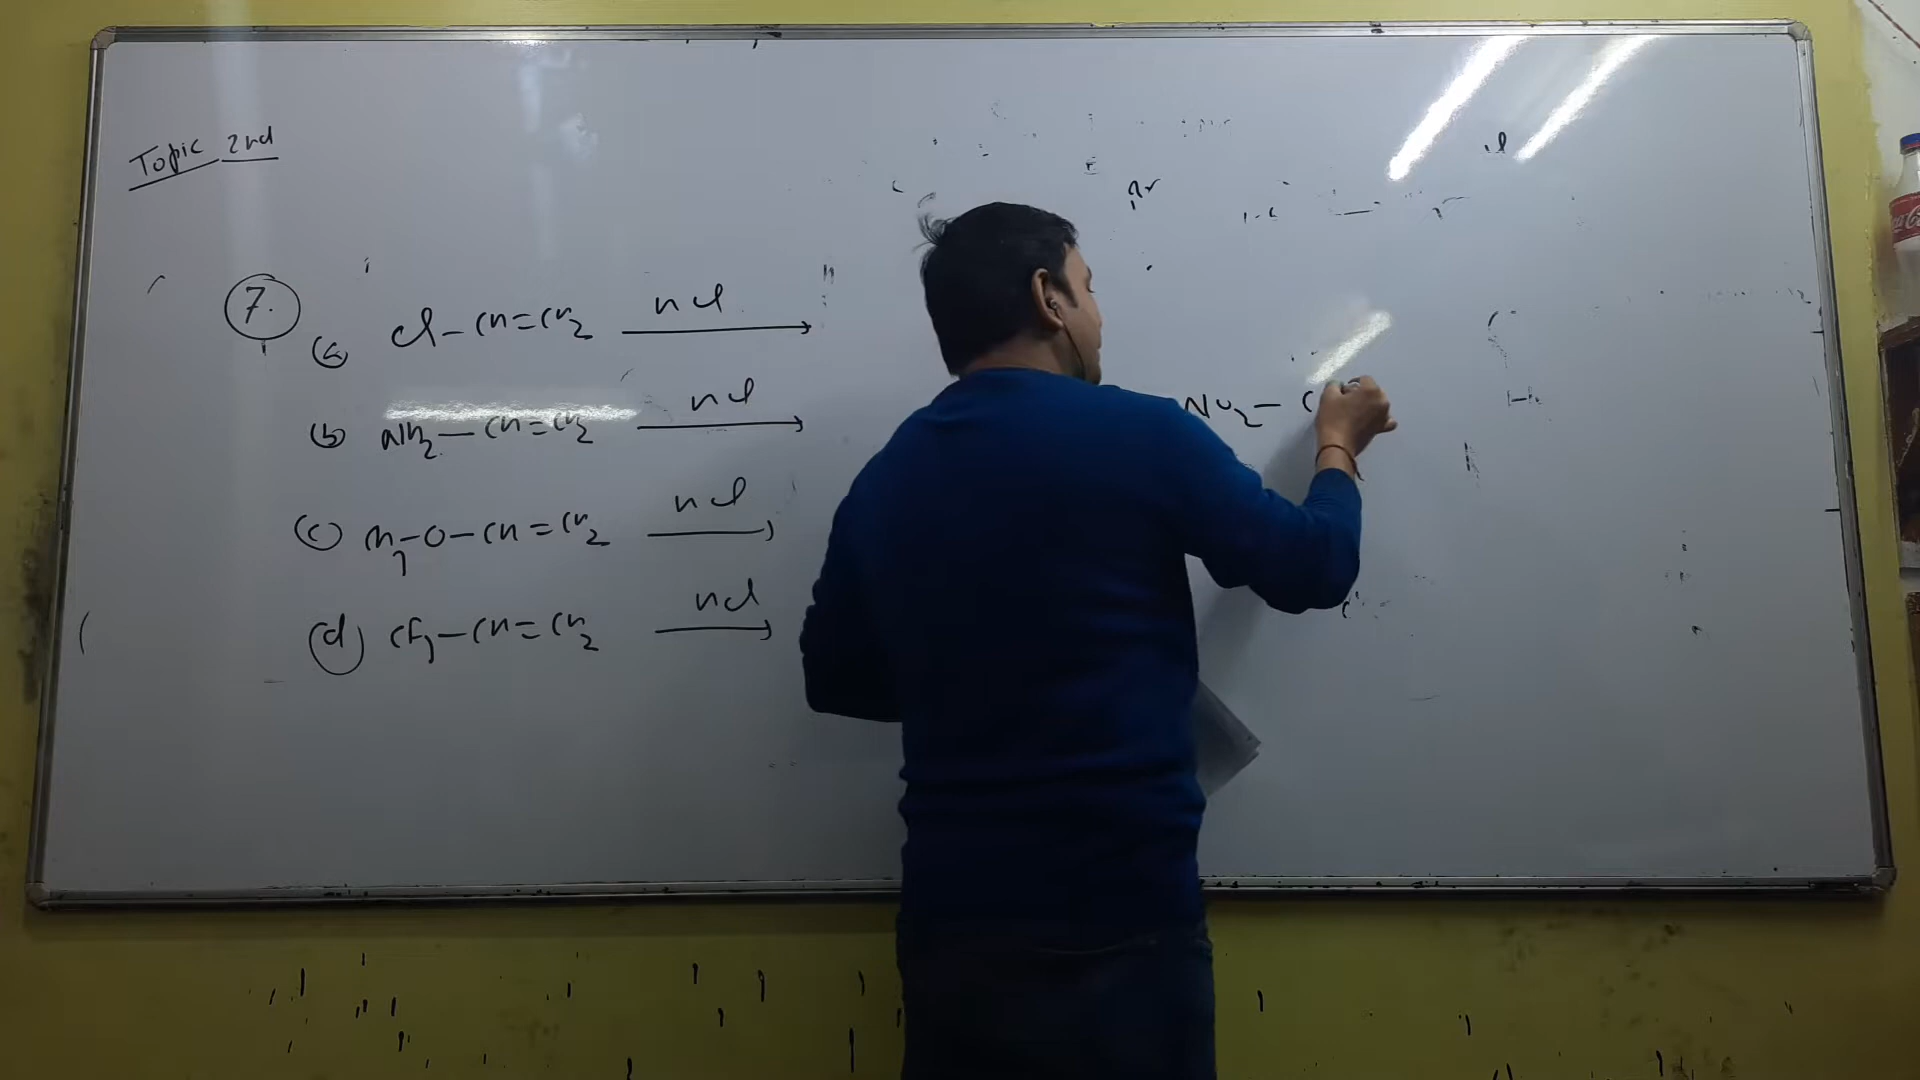 Topic 2nd
7.
(a) Cl-CH=CH2 HCl →
(b) NH2-CH=CH2 HCl →
NO2- C
(c) CH3-O-CH=CH2 HCl →
(d) CF3-CH=CH2 HCl →